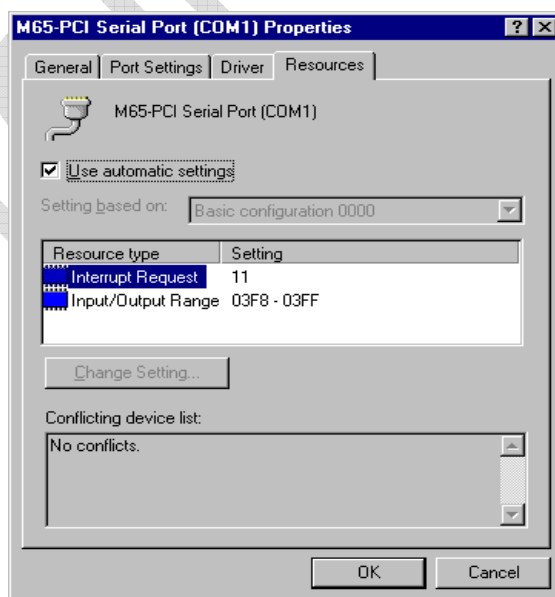 M65-PCI Serial Port (COM1) Properties
General Port Settings Driver Resources
M65-PCI Serial Port (COM1)
Use automatic settings
Setting based on: Basic configuration 0000
Resource type Setting
Interrupt Request 11
Input/Output Range 03F8 - 03FF
Change Setting...
Conflicting device list:
No conflicts.
OK Cancel